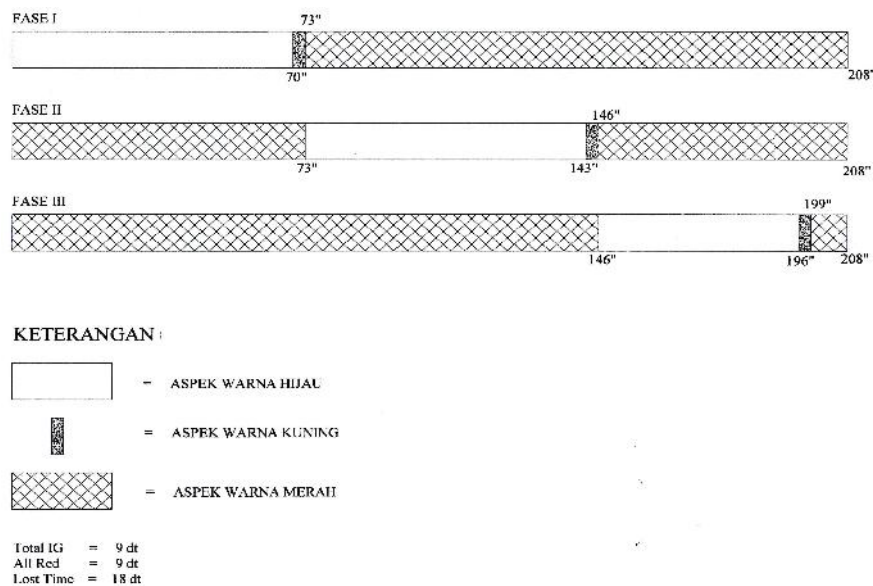 FASE I
73"
70"
208"
FASE II
146"
73"
143"
208"
FASE III
199"
146"
196"
208"
KETERANGAN :
= ASPEK WARNA HIJAU
= ASPEK WARNA KUNING
= ASPEK WARNA MERAH
Total IG = 9 dt
All Red = 9 dt
Lost Time = 18 dt